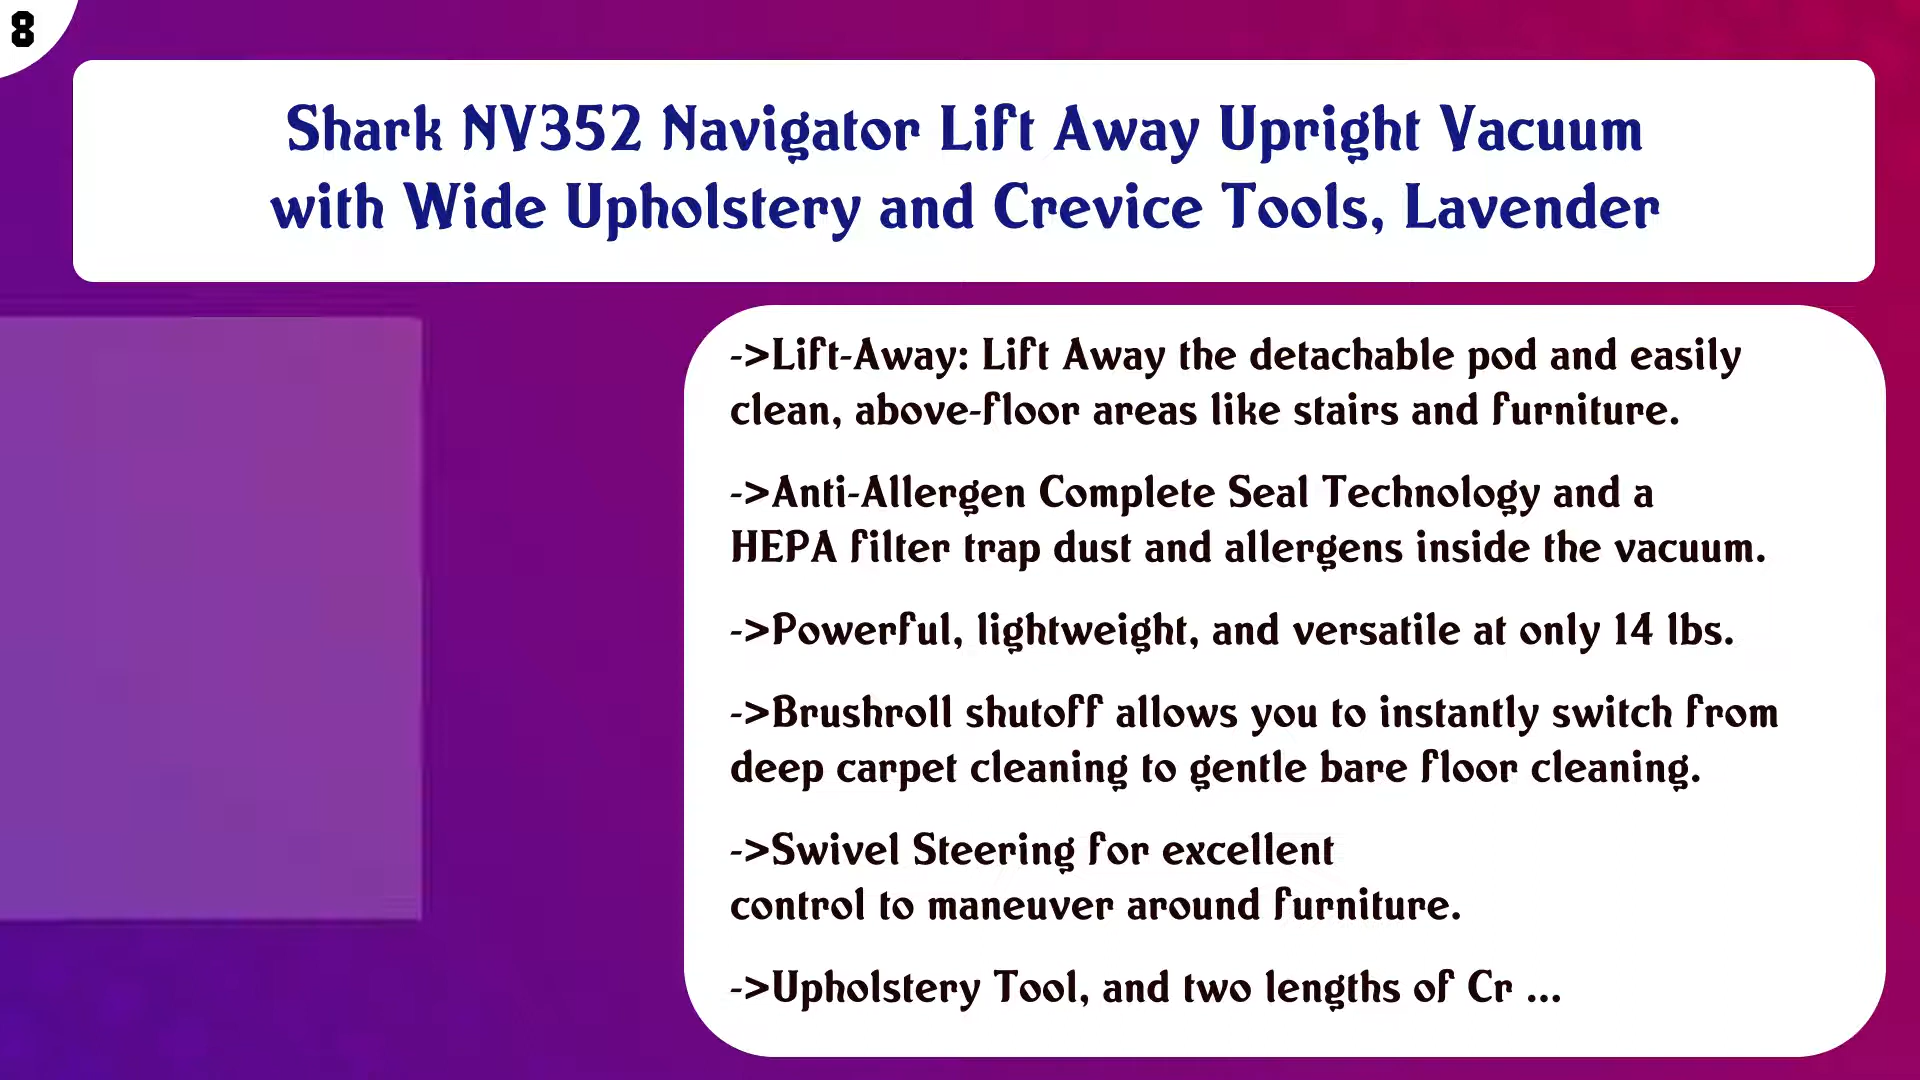 8
Shark NV352 Navigator Lift Away Upright Vacuum
with Wide Upholstery and Crevice Tools, Lavender
->Lift-Away: Lift Away the detachable pod and easily
clean, above-floor areas like stairs and furniture.
->Anti-Allergen Complete Seal Technology and a
HEPA filter trap dust and allergens inside the vacuum.
->Powerful, lightweight, and versatile at only 14 lbs.
->Brushroll shutoff allows you to instantly switch from
deep carpet cleaning to gentle bare floor cleaning.
->Swivel Steering for excellent
control to maneuver around furniture.
->Upholstery Tool, and two lengths of Cr ...